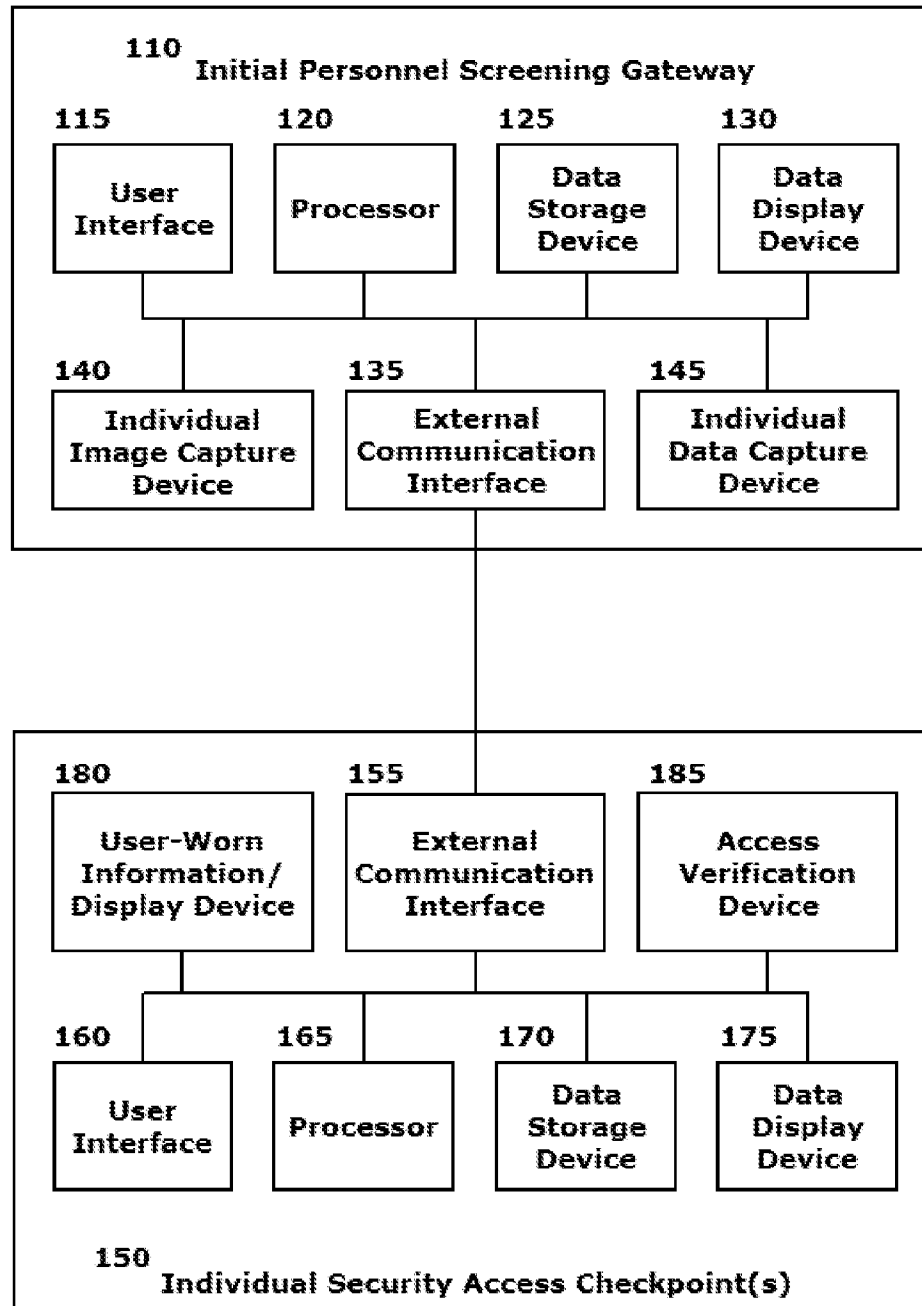 110 Initial Personnel Screening Gateway
115 120 125 130
User
Interface
Processor
Data
Storage
Device
Data
Display
Device
140 135 145
Individual
Image Capture
Device
External
Communication
Interface
Individual
Data Capture
Device
180 155 185
User-Worn
Information/
Display Device
External
Communication
Interface
Access
Verification
Device
160 165 170 175
User
Interface
Processor
Data
Storage
Device
Data
Display
Device
150 Individual Security Access Checkpoint(s)